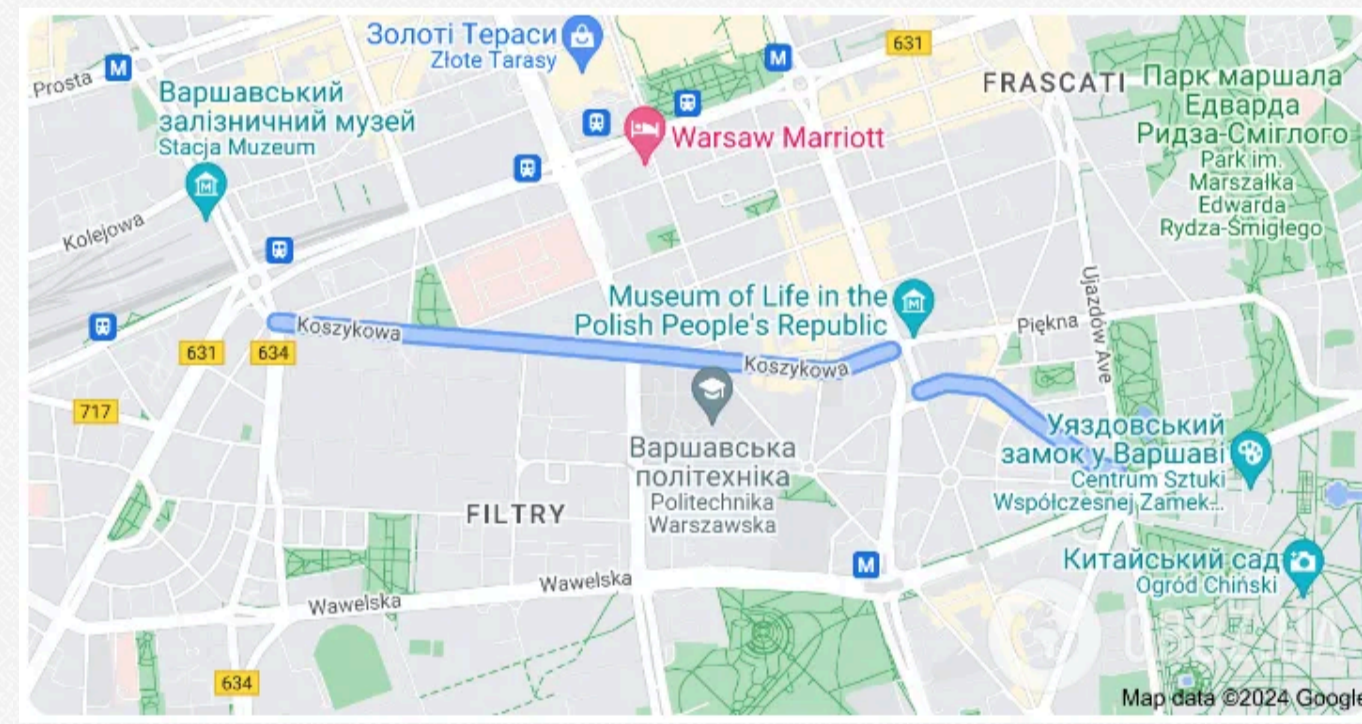 Золоті Тераси
Złote Tarasy
631
Prosta
M
M
FRASCATI
Парк маршала
Едварда
Ридза-Сміглого
Park im.
Marszałka
Edwarda
Rydza-Śmigłego
Варшавський
залізничний музей
Stacja Muzeum
Warsaw Marriott
Kolejowa
Museum of Life in the
Polish People's Republic
Ujazdów Ave
Piękna
Koszykowa
631
634
Koszykowa
717
Варшавська
політехніка
Politechnika
Warszawska
Уяздовський
замок у Варшаві
Centrum Sztuki
Współczesnej Zamek...
FILTRY
Китайський сад
Ogród Chiński
M
Wawelska
Wawelska
634
OBOZ.UA
Map data ©2024 Google